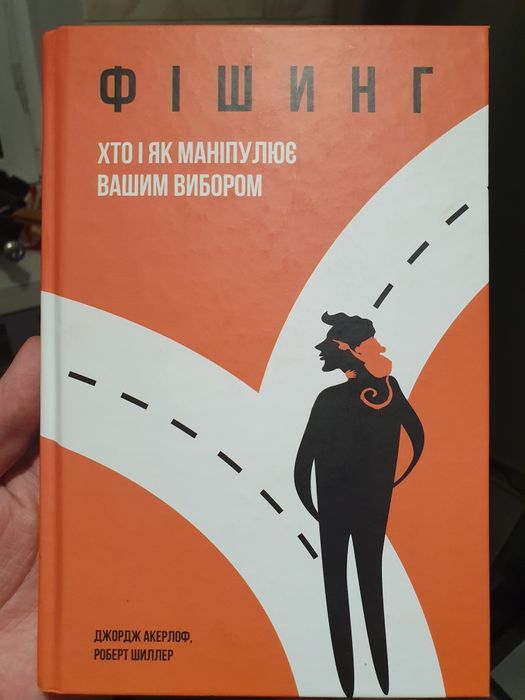 ФІШИНГ
ХТО І ЯК МАНІПУЛЮЄ
ВАШИМ ВИБОРОМ
ДЖОРДЖ АКЕРЛОФ,
РОБЕРТ ШИЛЛЕР